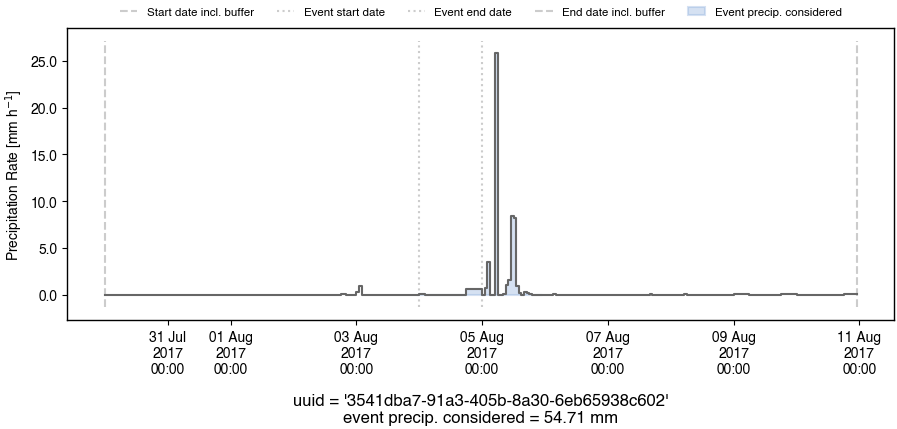 Start date incl. buffer Event start date Event end date End date incl. buffer Event precip. considered
Precipitation Rate [mm h⁻¹]
25.0
20.0
15.0
10.0
5.0
0.0
31 Jul 01 Aug 03 Aug 05 Aug 07 Aug 09 Aug 11 Aug
2017 2017 2017 2017 2017 2017 2017
00:00 00:00 00:00 00:00 00:00 00:00 00:00
uuid = '3541dba7-91a3-405b-8a30-6eb65938c602'
event precip. considered = 54.71 mm